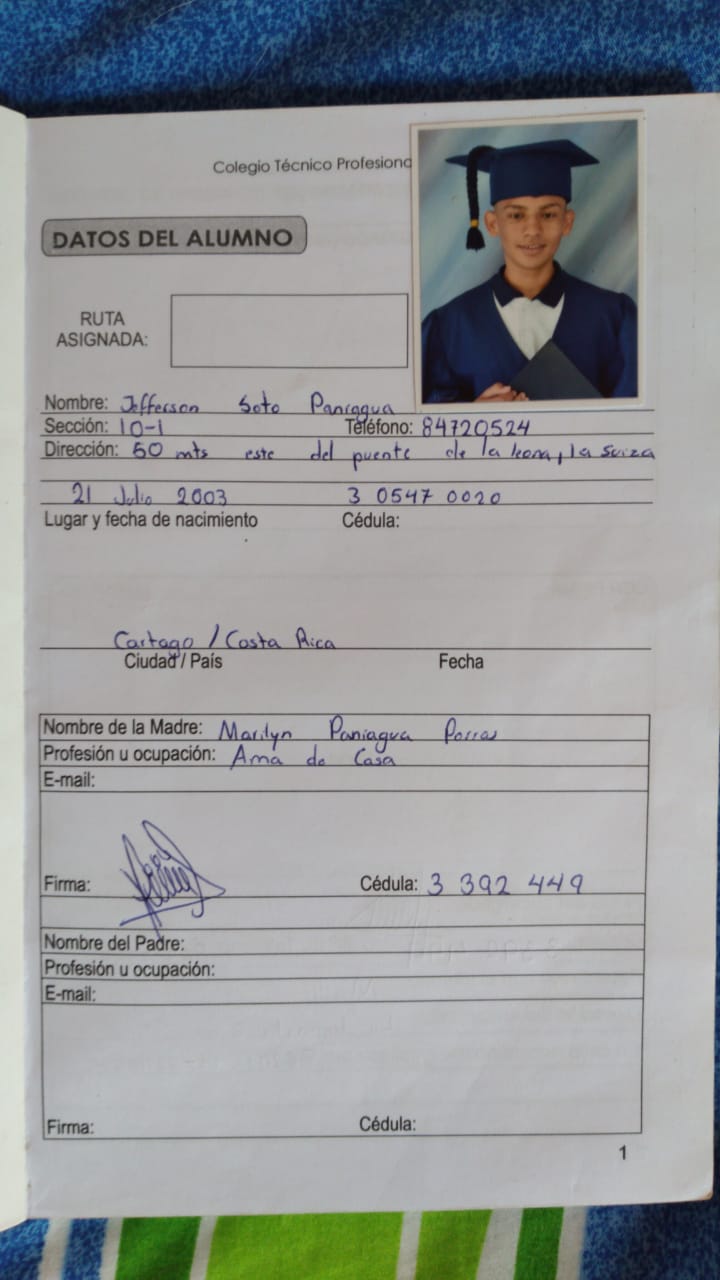 Colegio Técnico Profesiona
DATOS DEL ALUMNO
RUTA
ASIGNADA:
Nombre: Jefferson Soto Paniagua
Sección: 10-1 Teléfono: 84720524
Dirección: 50 mts este del puente de la , la Suiza
21 Julio 2003 3 0547 0020
Lugar y fecha de nacimiento Cédula:
Cartago / Costa Rica
Ciudad / País Fecha
Nombre de la Madre: Marilyn Paniagua Porras
Profesión u ocupación: Ama de Casa
E-mail:
Firma: Cédula: 3 392 449
Nombre del Padre:
Profesión u ocupación:
E-mail:
Firma: Cédula:
1